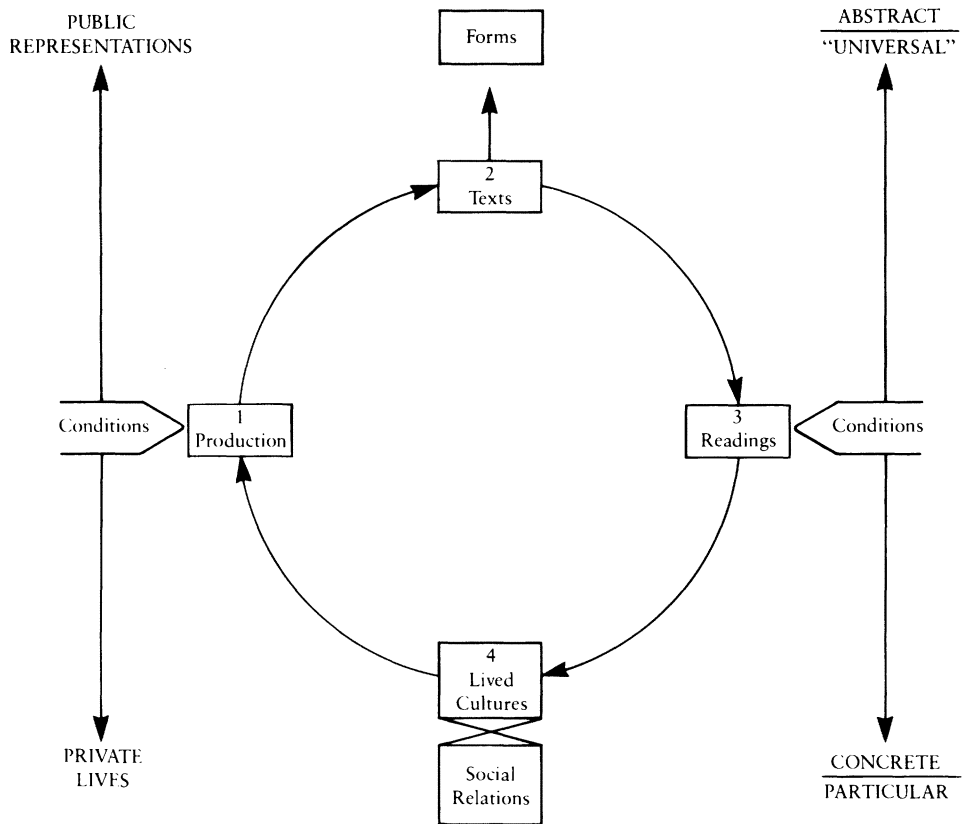 PUBLIC
REPRESENTATIONS
Forms
ABSTRACT
“UNIVERSAL”
2
Texts
Conditions
1
Production
3
Readings
Conditions
4
Lived
Cultures
PRIVATE
LIVES
Social
Relations
CONCRETE
PARTICULAR